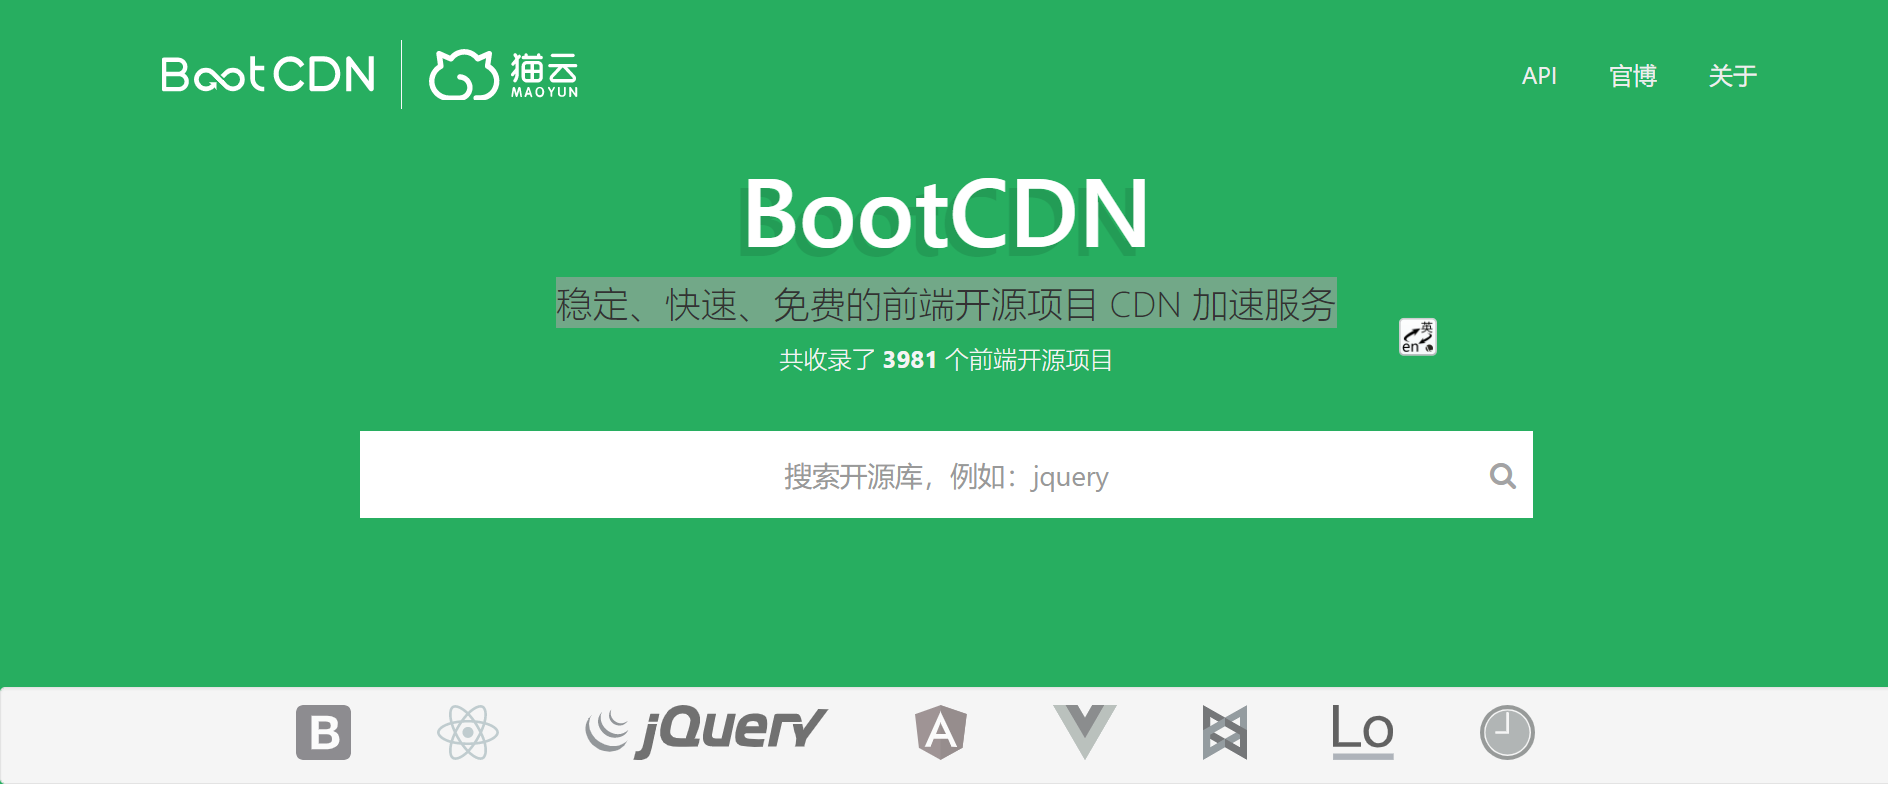 BootCDN 猫云 MAOYUN API 官博 关于
BootCDN
稳定、快速、免费的前端开源项目 CDN 加速服务
英 en
共收录了 3981 个前端开源项目
搜索开源库，例如：jquery
B jQuery A Lo